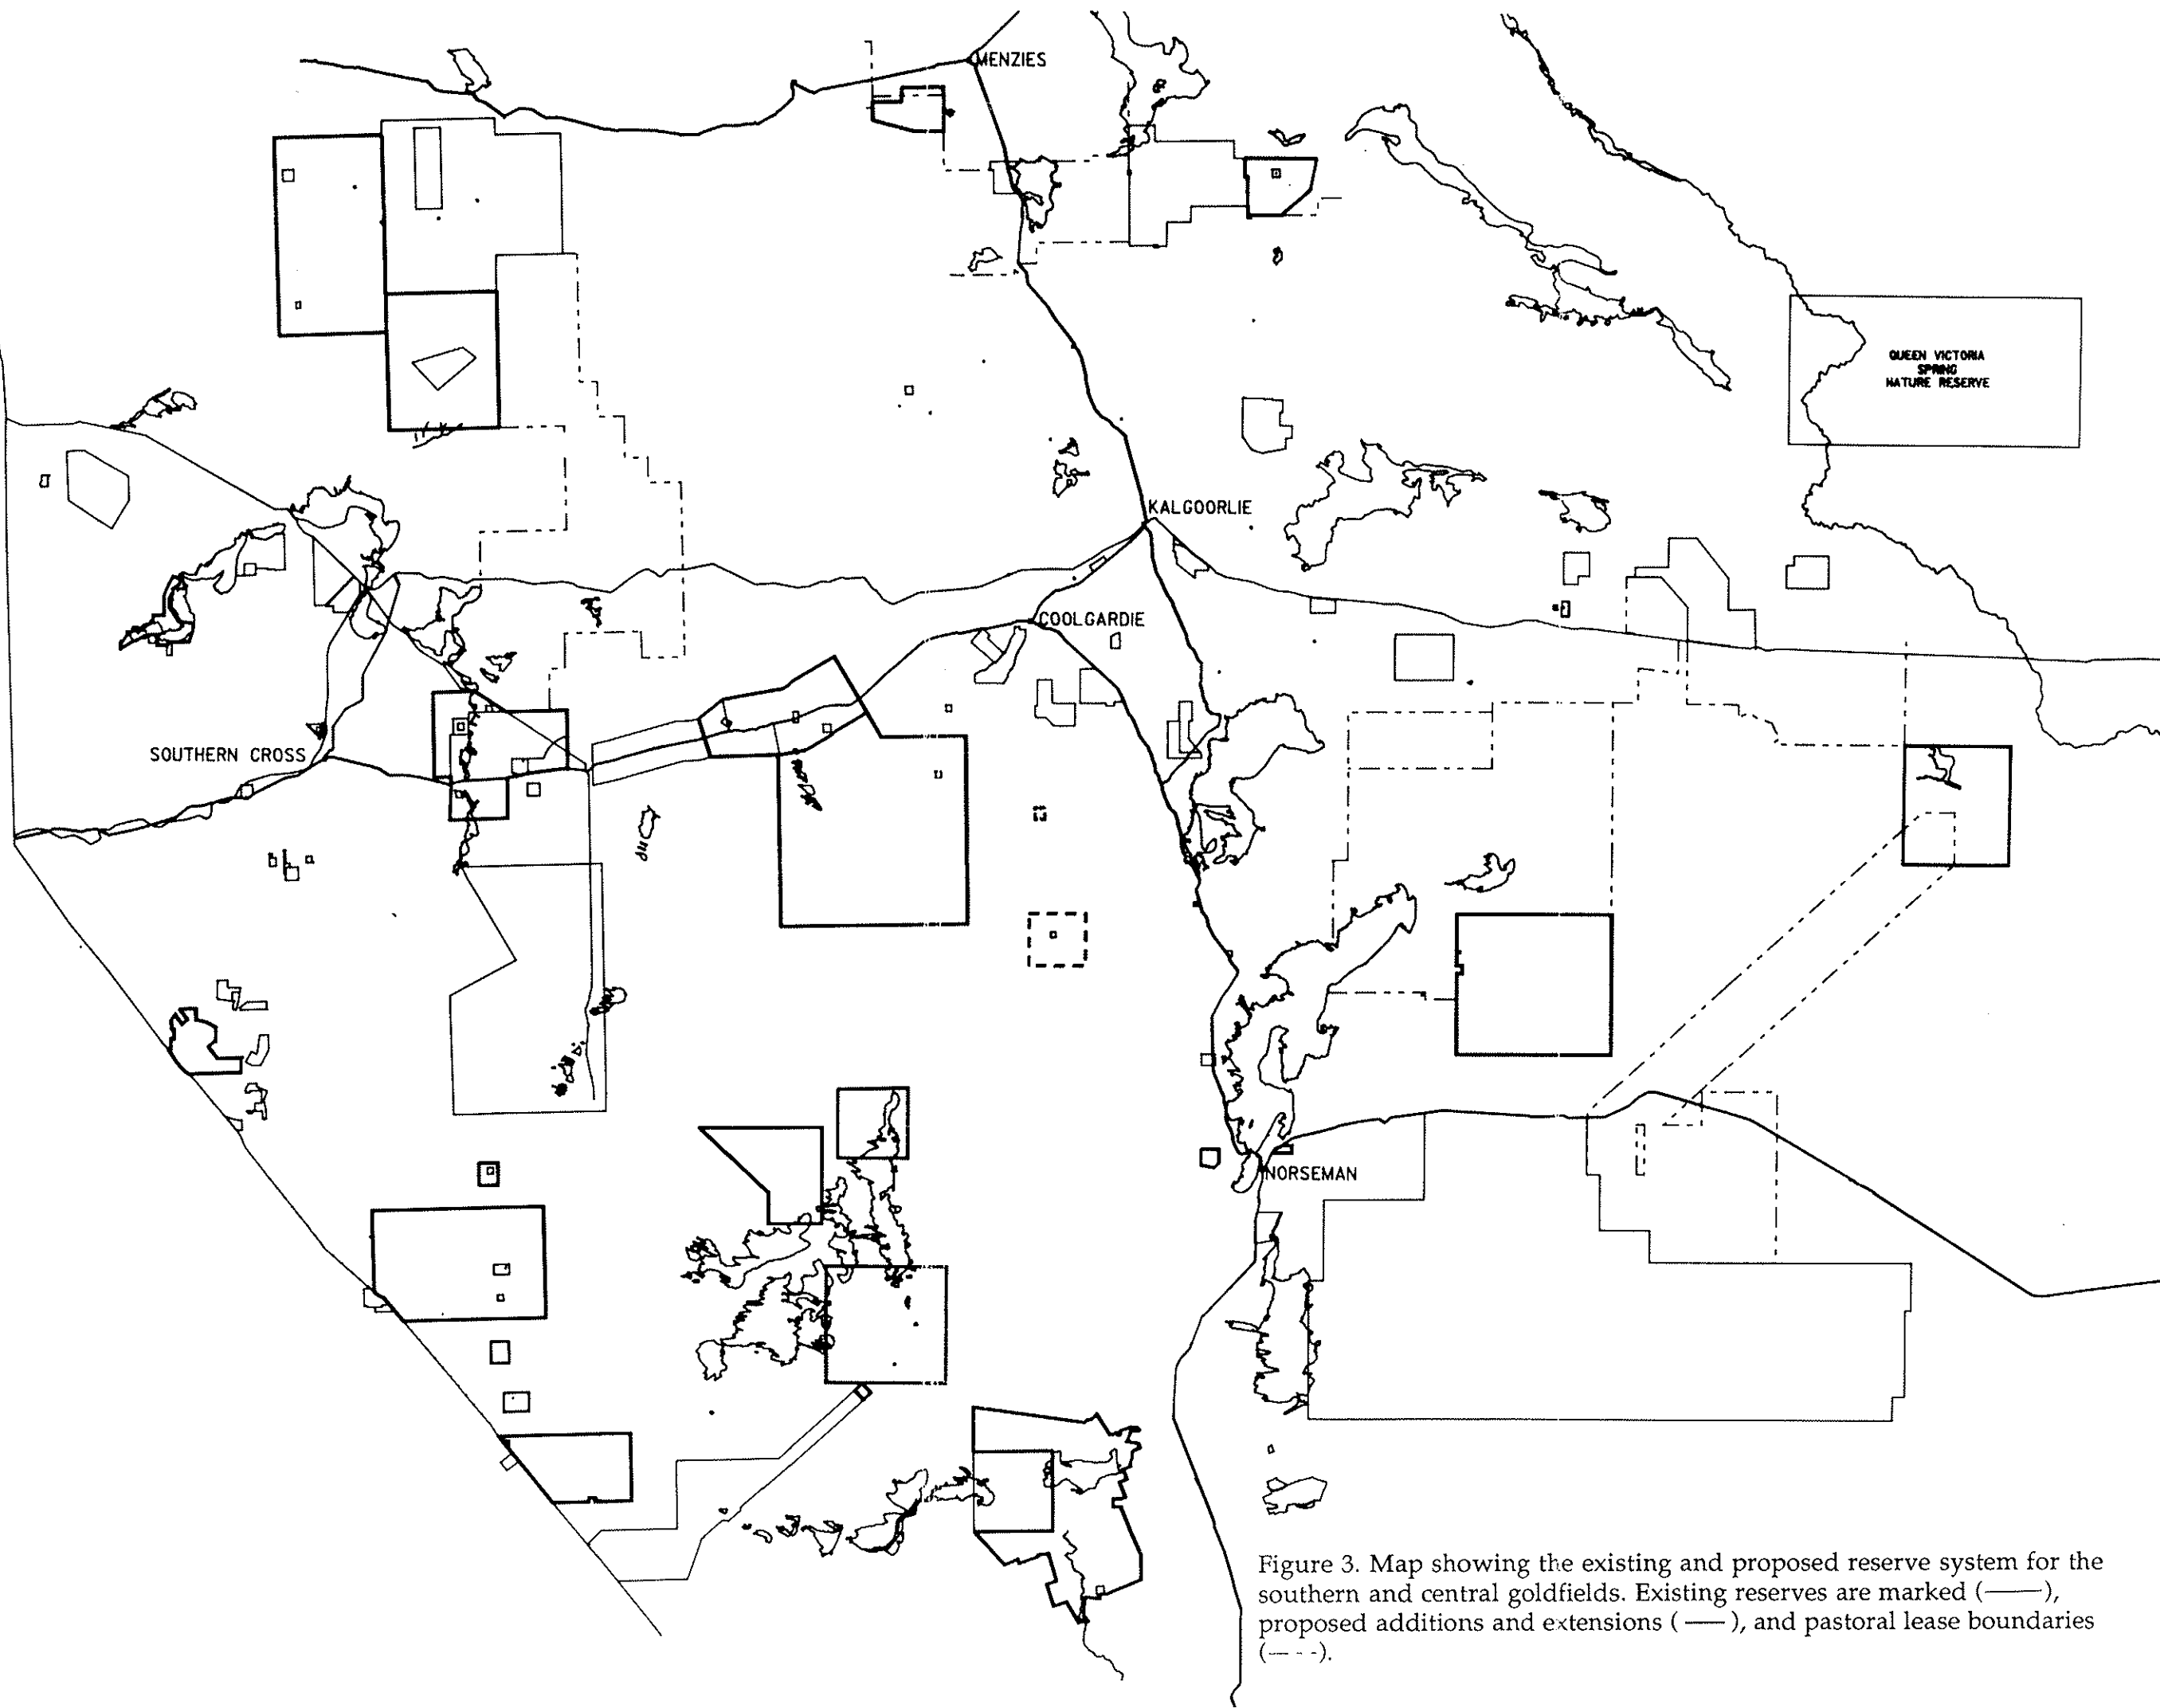 MENZIES
QUEEN VICTORIA
SPRING
NATURE RESERVE
KALGOORLIE
COOLGARDIE
SOUTHERN CROSS
NORSEMAN
Figure 3. Map showing the existing and proposed reserve system for the
southern and central goldfields. Existing reserves are marked (——),
proposed additions and extensions ( — ), and pastoral lease boundaries
(— - -).